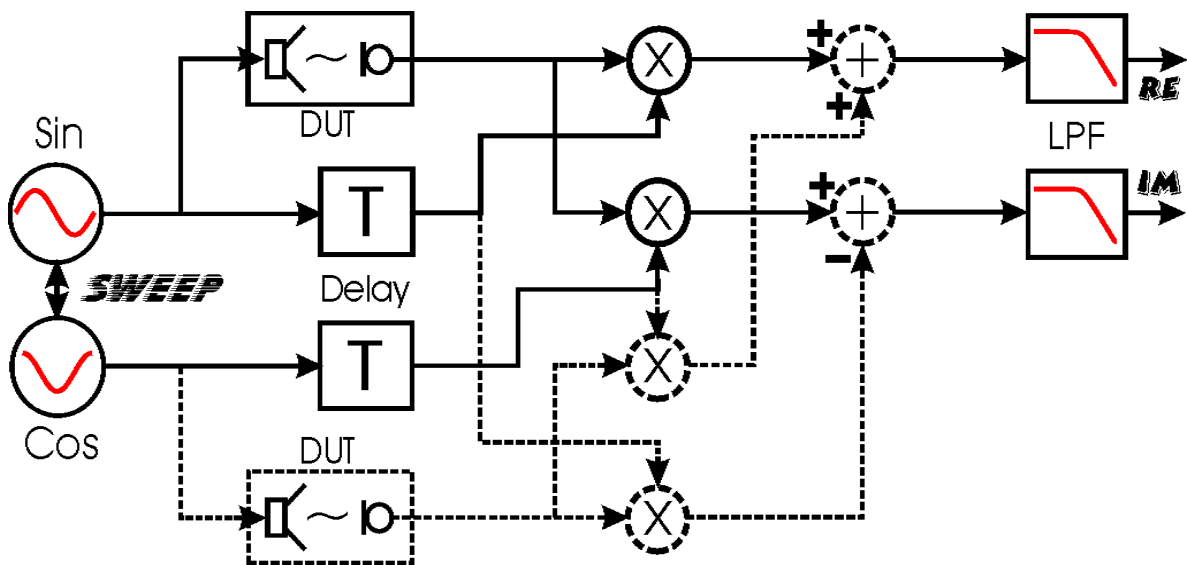 DUT
X
+
+
+
RE
LPF
Sin
T
X
+
+
−
IM
SWEEP
Delay
T
X
Cos
DUT
X